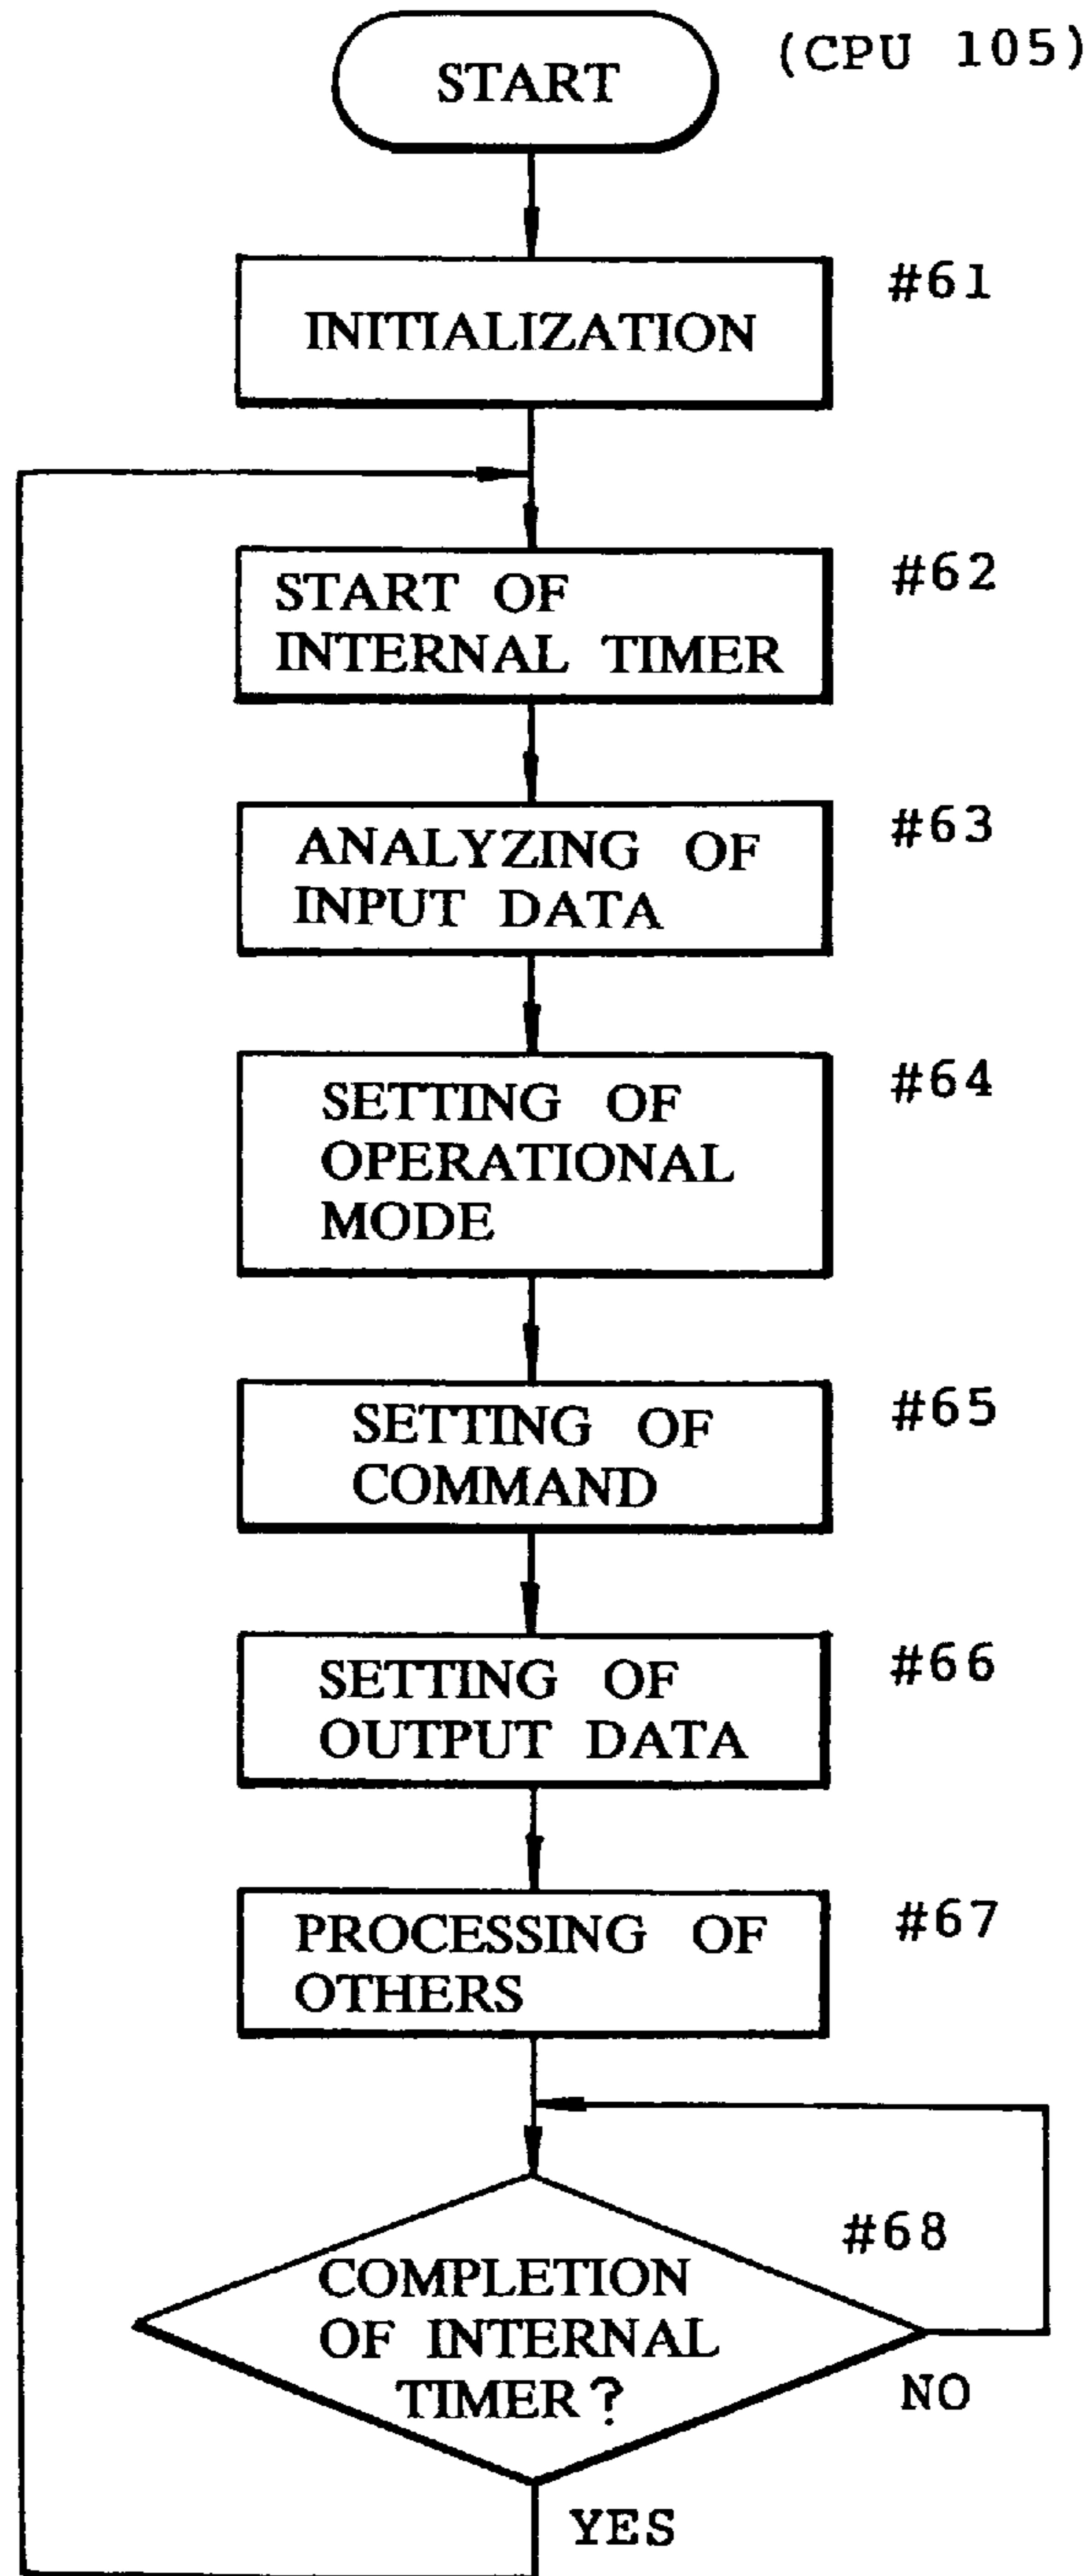 (CPU 105)
START
#61
INITIALIZATION
#62
START OF
INTERNAL TIMER
#63
ANALYZING OF
INPUT DATA
#64
SETTING OF
OPERATIONAL
MODE
#65
SETTING OF
COMMAND
#66
SETTING OF
OUTPUT DATA
#67
PROCESSING OF
OTHERS
#68
COMPLETION
OF INTERNAL
TIMER?
NO
YES